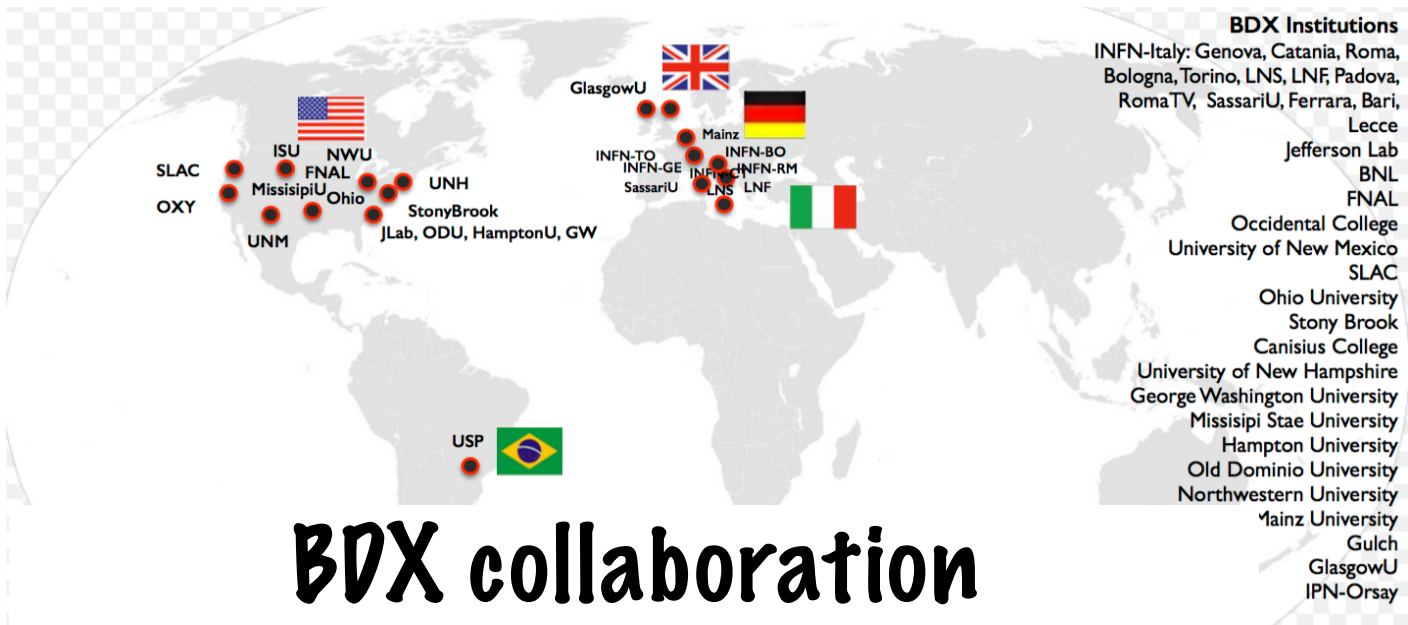 BDX Institutions
INFN-Italy: Genova, Catania, Roma,
Bologna, Torino, LNS, LNF, Padova,
RomaTV, SassariU, Ferrara, Bari,
Lecce
Jefferson Lab
BNL
FNAL
Occidental College
University of New Mexico
SLAC
Ohio University
Stony Brook
Canisius College
University of New Hampshire
George Washington University
Missisipi Stae University
Hampton University
Old Dominio University
Northwestern University
Mainz University
Gulch
GlasgowU
IPN-Orsay
GlasgowU
Mainz
INFN-TO
INFN-BO
INFN-GE
INFN-CT
INFN-RM
SassariU
LNS
LNF
ISU
NWU
SLAC
FNAL
UNH
MissisipiU
Ohio
OXY
StonyBrook
UNM
JLab, ODU, HamptonU, GW
USP
BDX collaboration